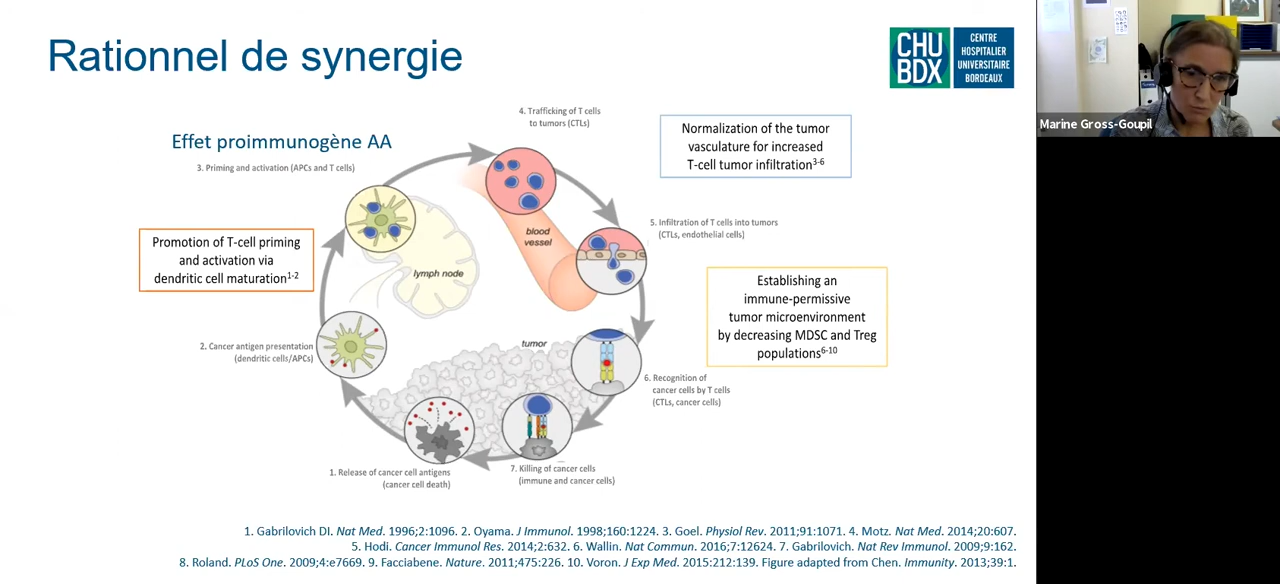 Rationnel de synergie
CHU
BDX
CENTRE
HOSPITALIER
UNIVERSITAIRE
BORDEAUX
Marine Gross-Goupil
Effet proimmunogène AA
3. Priming and activation (APCs and T cells)
4. Trafficking of T cells
to tumors (CTLs)
Normalization of the tumor
vasculature for increased
T-cell tumor infiltration3-6
5. Infiltration of T cells into tumors
(CTLs, endothelial cells)
blood
vessel
lymph node
Promotion of T-cell priming
and activation via
dendritic cell maturation1-2
Establishing an
immune-permissive
tumor microenvironment
by decreasing MDSC and Treg
populations6-10
2. Cancer antigen presentation
(dendritic cells/APCs)
tumor
6. Recognition of
cancer cells by T cells
(CTLs, cancer cells)
1. Release of cancer cell antigens
(cancer cell death)
7. Killing of cancer cells
(immune and cancer cells)
1. Gabrilovich DI. Nat Med. 1996;2:1096. 2. Oyama. J Immunol. 1998;160:1224. 3. Goel. Physiol Rev. 2011;91:1071. 4. Motz. Nat Med. 2014;20:607.
5. Hodi. Cancer Immunol Res. 2014;2:632. 6. Wallin. Nat Commun. 2016;7:12624. 7. Gabrilovich. Nat Rev Immunol. 2009;9:162.
8. Roland. PLoS One. 2009;4:e7669. 9. Facciabene. Nature. 2011;475:226. 10. Voron. J Exp Med. 2015:212:139. Figure adapted from Chen. Immunity. 2013;39:1.